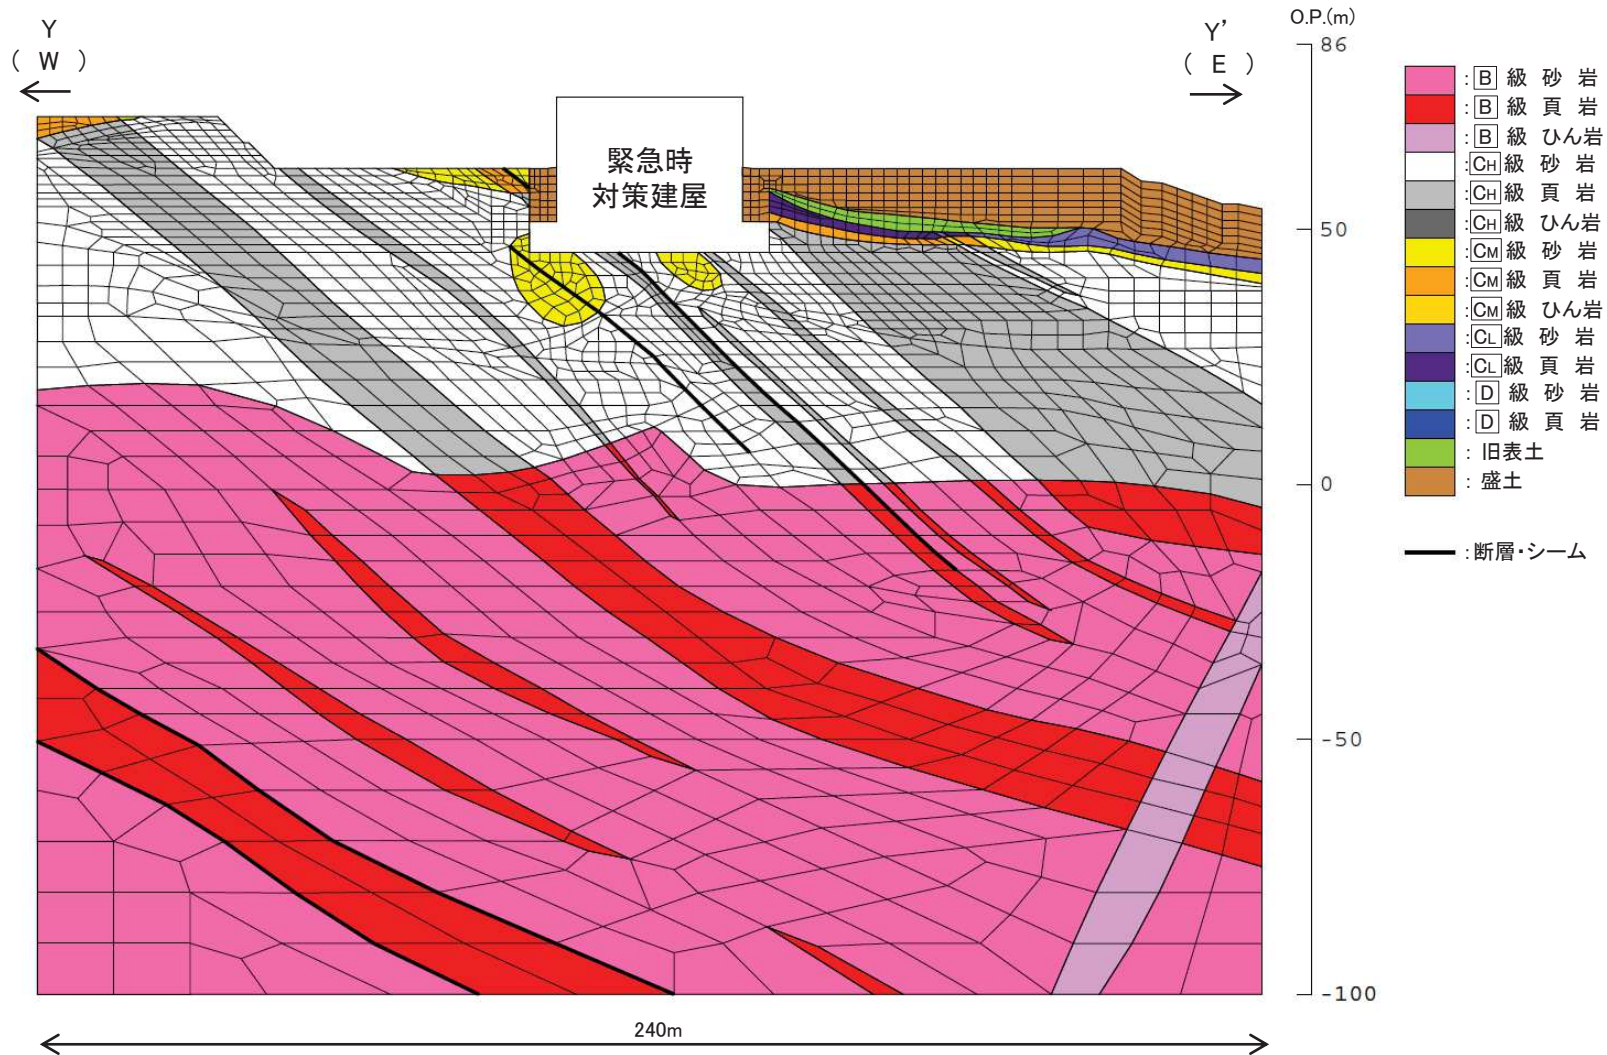 Y
( W )
Y’
( E )
O.P.(m)
86
50
0
-50
-100
緊急時
対策建屋
240m
:B級 砂 岩
:B級 頁 岩
:B級 ひん岩
:CH級 砂 岩
:CH級 頁 岩
:CH級 ひん岩
:CM級 砂 岩
:CM級 頁 岩
:CM級 ひん岩
:CL級 砂 岩
:CL級 頁 岩
:D級 砂 岩
:D級 頁 岩
: 旧表土
: 盛土
:断層・シーム